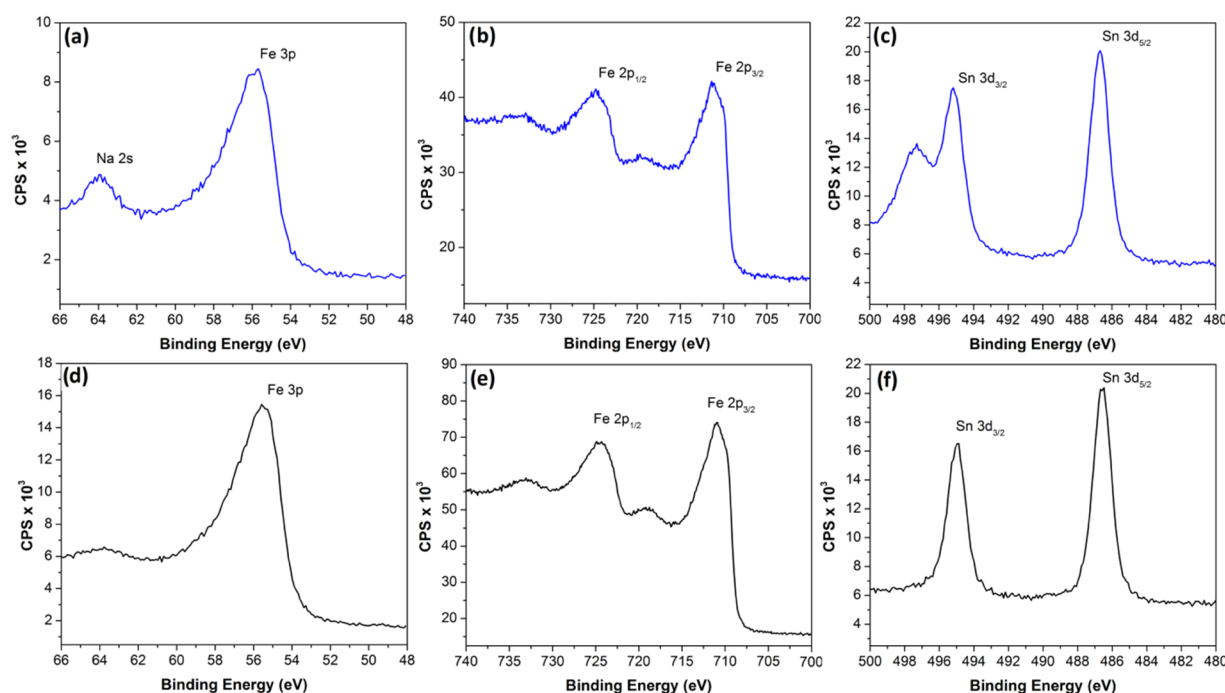 (a)
Fe 3p
Na 2s
CPS x 10³
10
8
6
4
2
66 64 62 60 58 56 54 52 50 48
Binding Energy (eV)
(b)
Fe 2p₁/₂
Fe 2p₃/₂
CPS x 10³
50
40
30
20
740 735 730 725 720 715 710 705 700
Binding Energy (eV)
(c)
Sn 3d₅/₂
Sn 3d₃/₂
CPS x 10³
22
20
18
16
14
12
10
8
6
4
500 498 496 494 492 490 488 486 484 482 480
Binding Energy (eV)
(d)
Fe 3p
CPS x 10³
18
16
14
12
10
8
6
4
2
66 64 62 60 58 56 54 52 50 48
Binding Energy (eV)
(e)
Fe 2p₁/₂
Fe 2p₃/₂
CPS x 10³
90
80
70
60
50
40
30
20
740 735 730 725 720 715 710 705 700
Binding Energy (eV)
(f)
Sn 3d₅/₂
Sn 3d₃/₂
CPS x 10³
22
20
18
16
14
12
10
8
6
4
500 498 496 494 492 490 488 486 484 482 480
Binding Energy (eV)